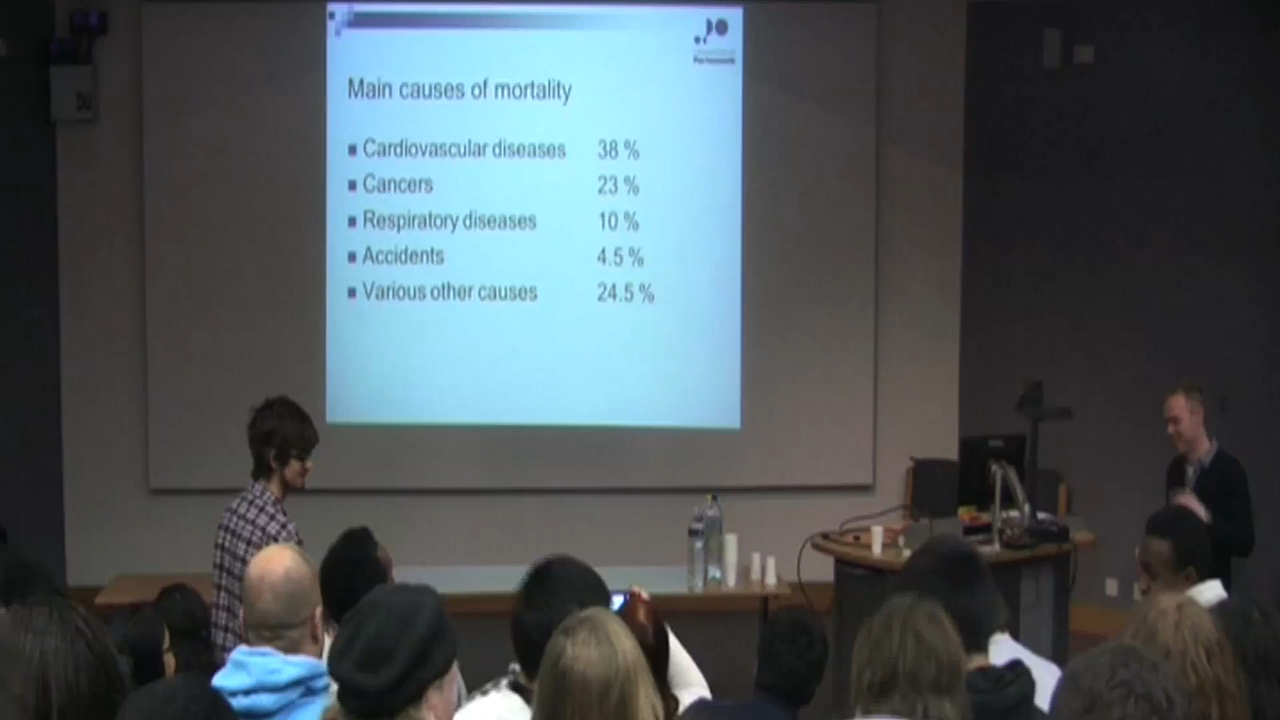 Main causes of mortality
Cardiovascular diseases 38 %
Cancers 23 %
Respiratory diseases 10 %
Accidents 4.5 %
Various other causes 24.5 %